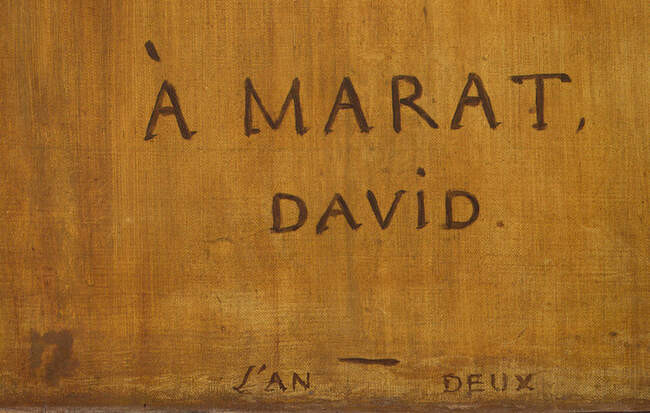 À MARAT,
DAVID.
L'AN DEUX